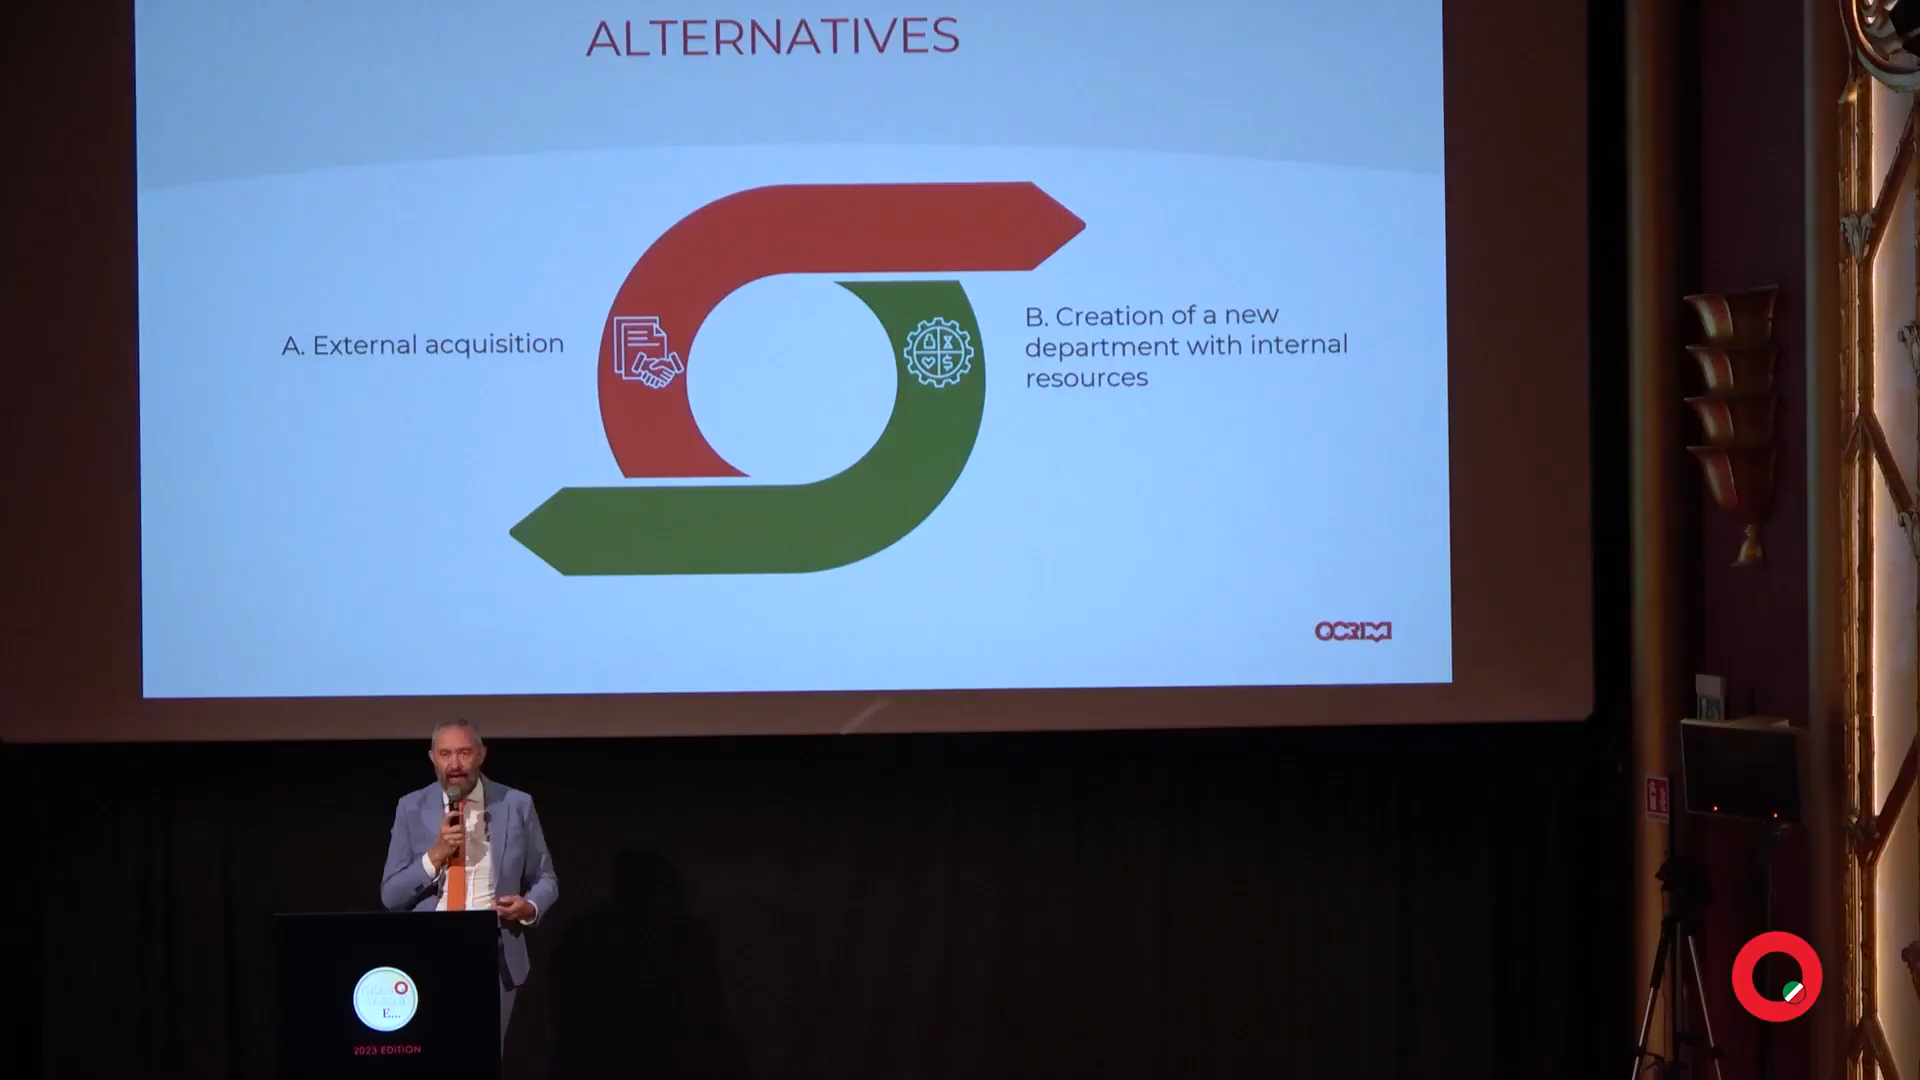 ALTERNATIVES
A. External acquisition
B. Creation of a new
department with internal
resources
OCRIM
E...
2023 EDITION